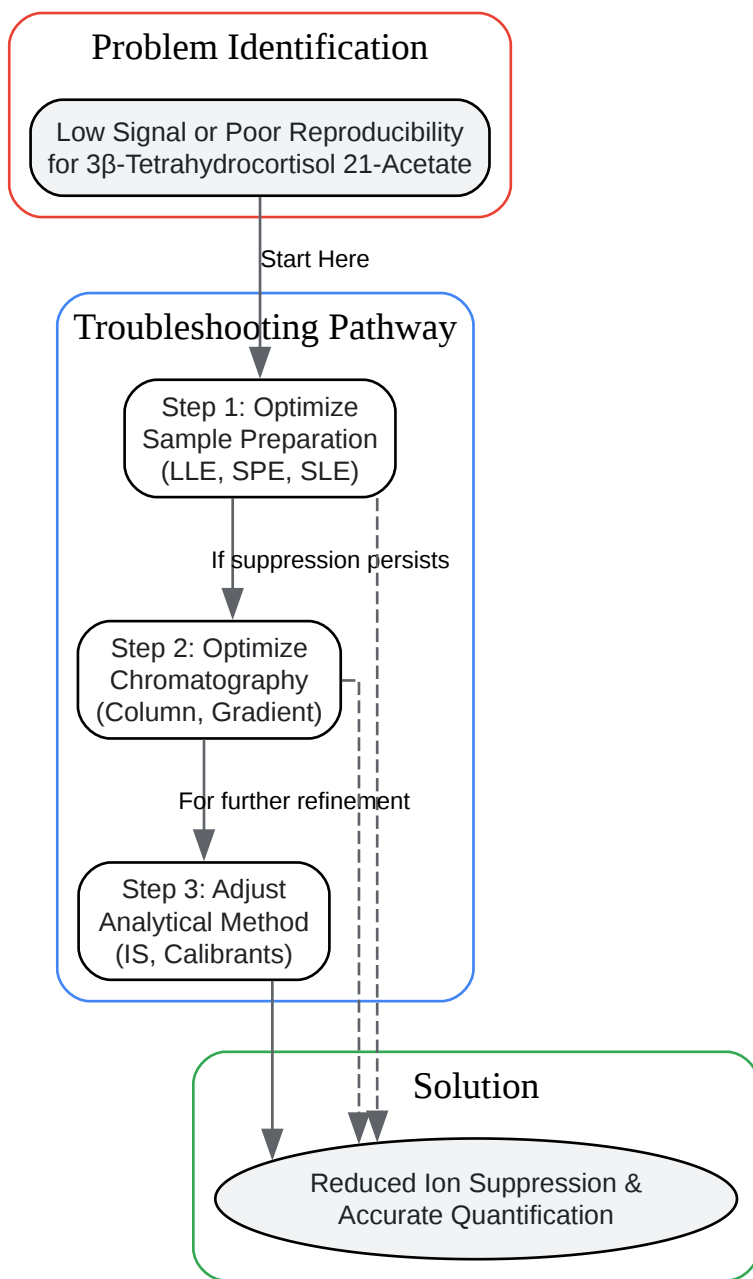 Problem Identification
Low Signal or Poor Reproducibility
for 3β-Tetrahydrocortisol 21-Acetate
Start Here
Troubleshooting Pathway
Step 1: Optimize
Sample Preparation
(LLE, SPE, SLE)
If suppression persists
Step 2: Optimize
Chromatography
(Column, Gradient)
For further refinement
Step 3: Adjust
Analytical Method
(IS, Calibrants)
Solution
Reduced Ion Suppression &
Accurate Quantification